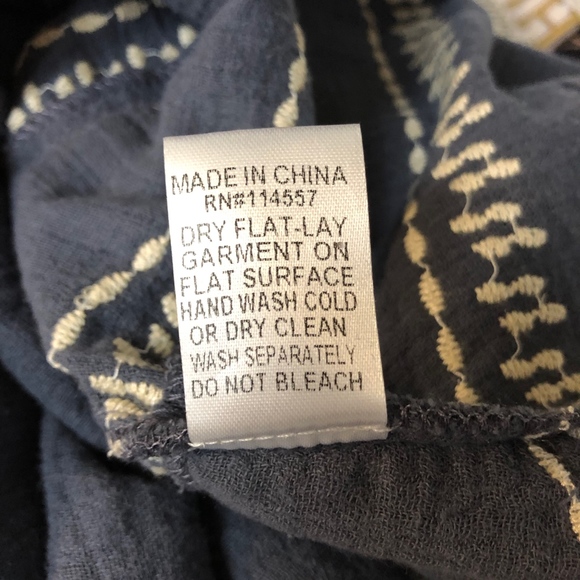 MADE IN CHINA
RN#114557
DRY FLAT-LAY
GARMENT ON
FLAT SURFACE
HAND WASH COLD
OR DRY CLEAN
WASH SEPARATELY
DO NOT BLEACH